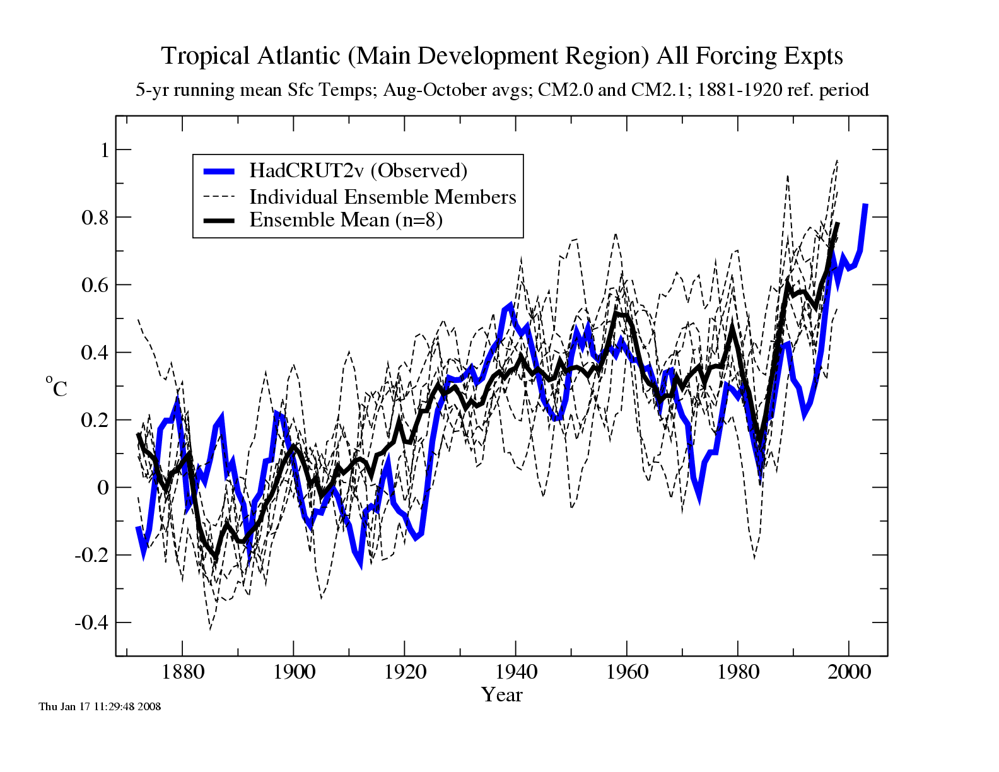 Tropical Atlantic (Main Development Region) All Forcing Expts
5-yr running mean Sfc Temps; Aug-October avgs; CM2.0 and CM2.1; 1881-1920 ref. period
HadCRUT2v (Observed)
Individual Ensemble Members
Ensemble Mean (n=8)
1
0.8
0.6
0.4
0.2
0
-0.2
-0.4
oC
1880 1900 1920 1940 1960 1980 2000
Year
Thu Jan 17 11:29:48 2008